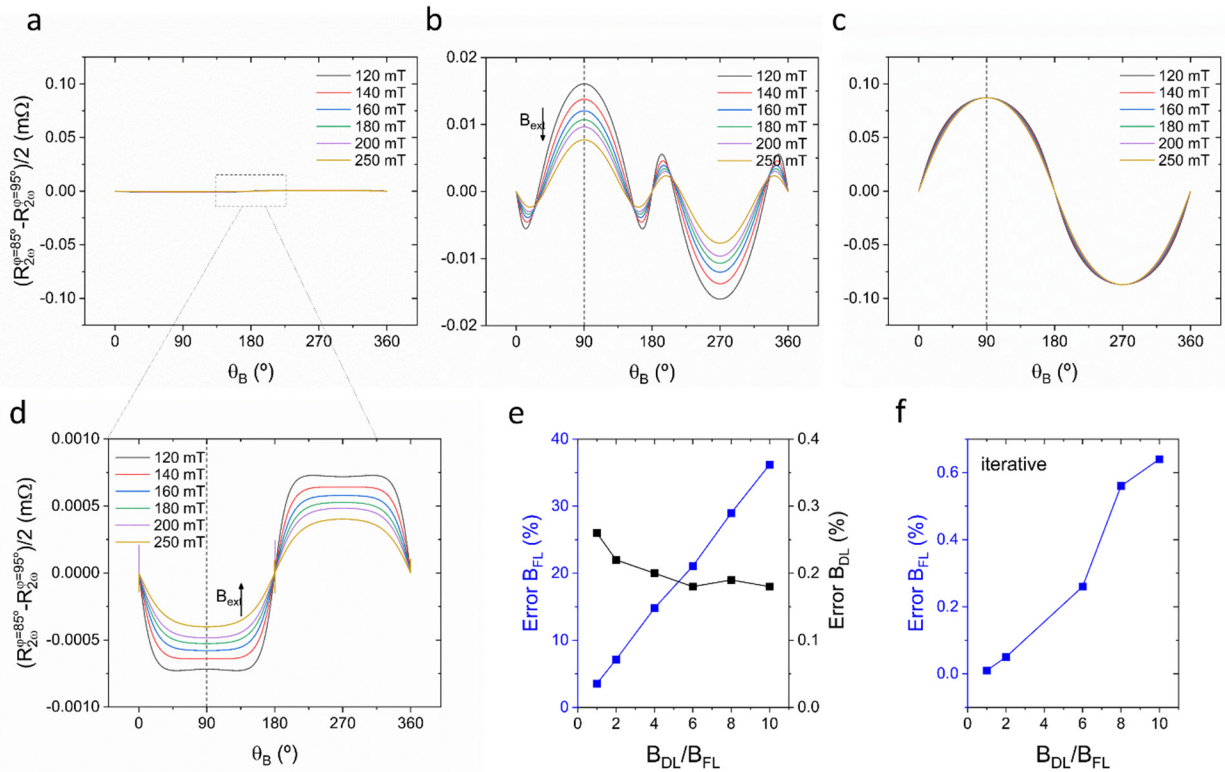 a
(R2ω^φ=85º-R2ω^φ=95º)/2 (mΩ)
0.10
0.05
0.00
-0.05
-0.10
120 mT
140 mT
160 mT
180 mT
200 mT
250 mT
0 90 180 270 360
θB (º)
b
0.02
0.01
0.00
-0.01
-0.02
Bext
120 mT
140 mT
160 mT
180 mT
200 mT
250 mT
0 90 180 270 360
θB (º)
c
0.10
0.05
0.00
-0.05
-0.10
120 mT
140 mT
160 mT
180 mT
200 mT
250 mT
0 90 180 270 360
θB (º)
d
(R2ω^φ=85º-R2ω^φ=95º)/2 (mΩ)
0.0010
0.0005
0.0000
-0.0005
-0.0010
120 mT
140 mT
160 mT
180 mT
200 mT
250 mT
Bext
0 90 180 270 360
θB (º)
e
Error BFL (%)
40
30
20
10
0
0.4
0.3
0.2
0.1
0.0
Error BDL (%)
0 2 4 6 8 10
BDL/BFL
f
iterative
Error BFL (%)
0.6
0.4
0.2
0.0
0 2 4 6 8 10
BDL/BFL